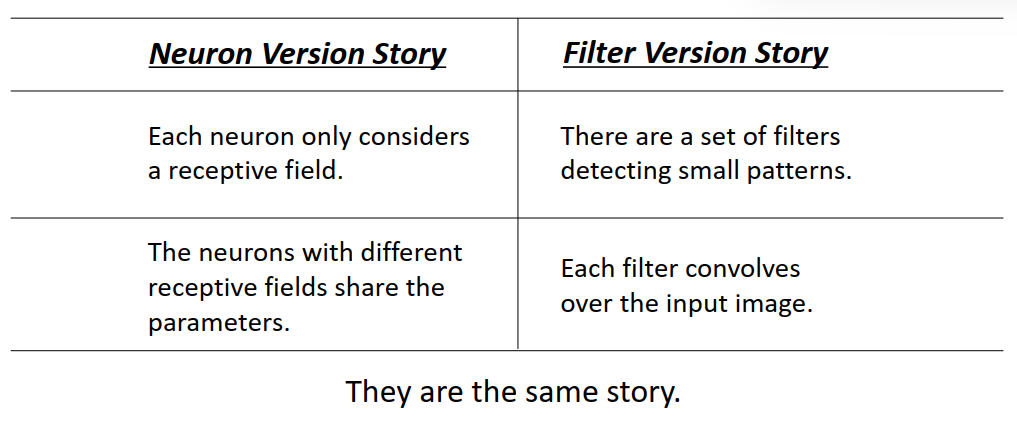 Neuron Version Story
Filter Version Story
Each neuron only considers
a receptive field.
There are a set of filters
detecting small patterns.
The neurons with different
receptive fields share the
parameters.
Each filter convolves
over the input image.
They are the same story.